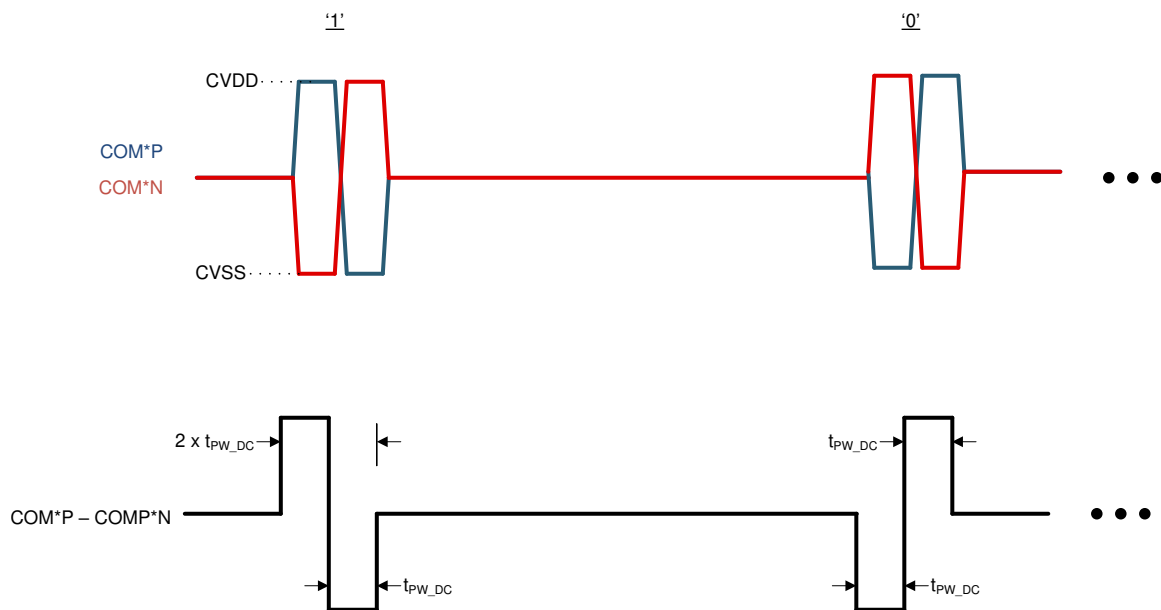 '1' '0'
CVDD
COM*P
COM*N
CVSS
2 x tPW_DC tPW_DC
COM*P – COMP*N
tPW_DC tPW_DC